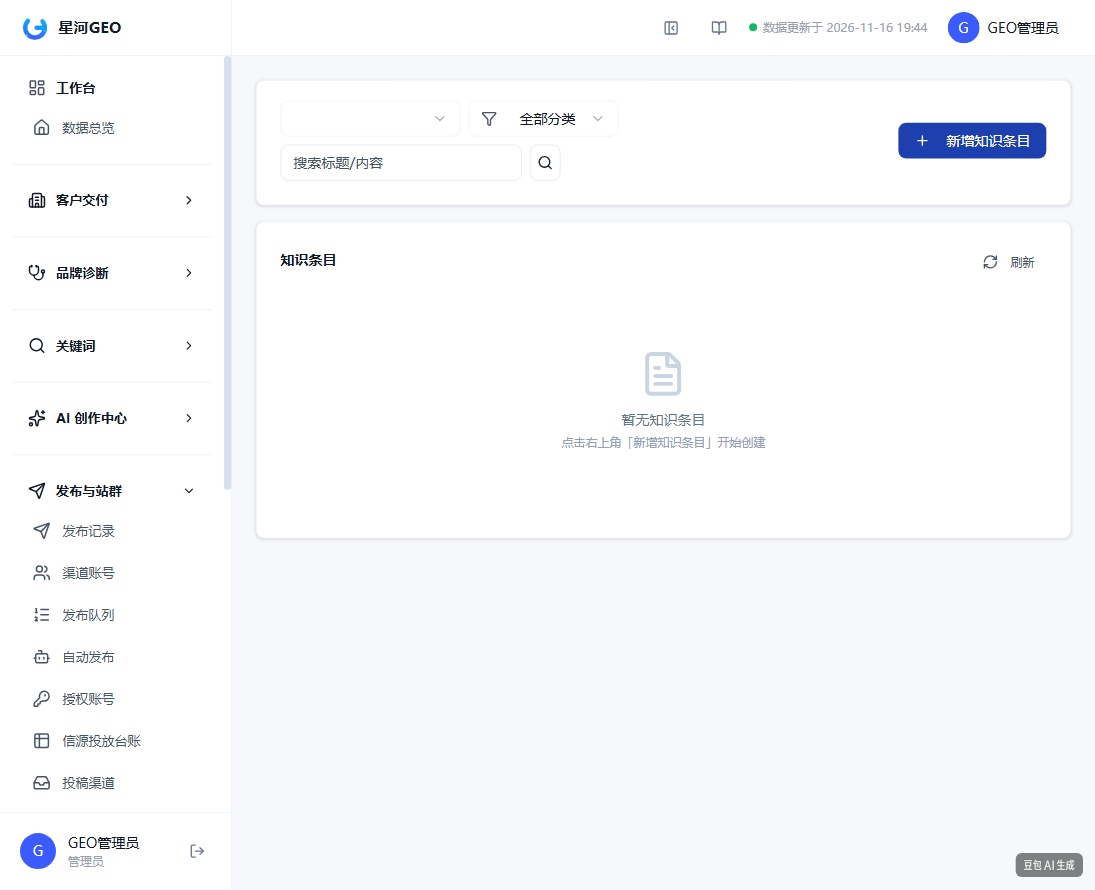 星河GEO
数据更新于 2026-11-16 19:44
G
GEO管理员
工作台
数据总览
客户交付
品牌诊断
关键词
AI 创作中心
发布与站群
发布记录
渠道账号
发布队列
自动发布
授权账号
信源投放台账
投稿渠道
G
GEO管理员
管理员
全部分类
搜索标题/内容
新增知识条目
知识条目
刷新
暂无知识条目
点击右上角「新增知识条目」开始创建
豆包 AI 生成